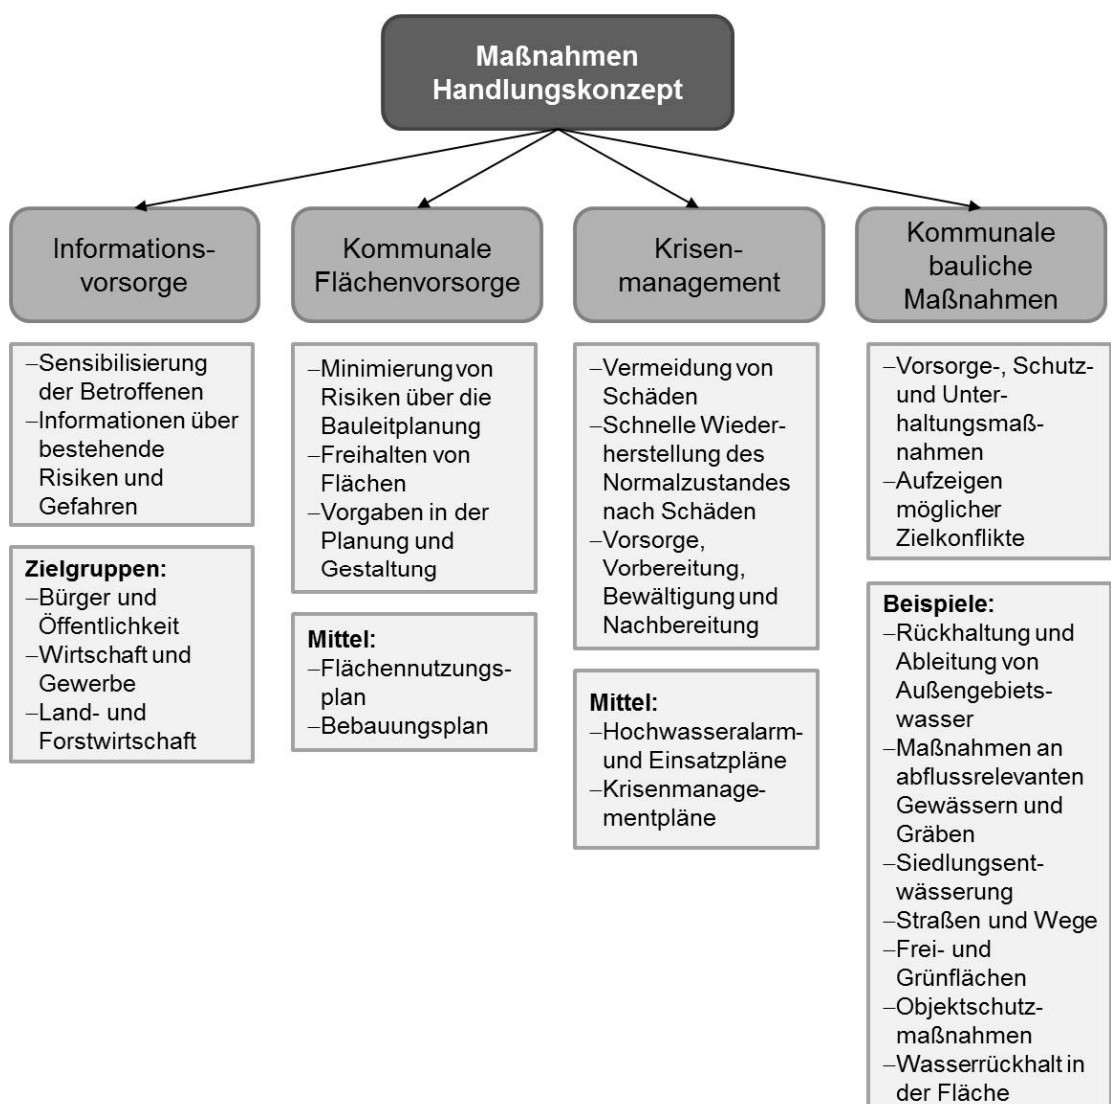 Maßnahmen
Handlungskonzept
Informations-
vorsorge
–Sensibilisierung
der Betroffenen
–Informationen über
bestehende
Risiken und
Gefahren
Zielgruppen:
–Bürger und
Öffentlichkeit
–Wirtschaft und
Gewerbe
–Land- und
Forstwirtschaft
Kommunale
Flächenvorsorge
–Minimierung von
Risiken über die
Bauleitplanung
–Freihalten von
Flächen
–Vorgaben in der
Planung und
Gestaltung
Mittel:
–Flächennutzungs-
plan
–Bebauungsplan
Krisen-
management
–Vermeidung von
Schäden
–Schnelle Wieder-
herstellung des
Normalzustandes
nach Schäden
–Vorsorge,
Vorbereitung,
Bewältigung und
Nachbereitung
Mittel:
–Hochwasseralarm-
und Einsatzpläne
–Krisenmanage-
mentpläne
Kommunale
bauliche
Maßnahmen
–Vorsorge-, Schutz-
und Unter-
haltungsmaß-
nahmen
–Aufzeigen
möglicher
Zielkonflikte
Beispiele:
–Rückhaltung und
Ableitung von
Außengebiets-
wasser
–Maßnahmen an
abflussrelevanten
Gewässern und
Gräben
–Siedlungsent-
wässerung
–Straßen und Wege
–Frei- und
Grünflächen
–Objektschutz-
maßnahmen
–Wasserrückhalt in
der Fläche